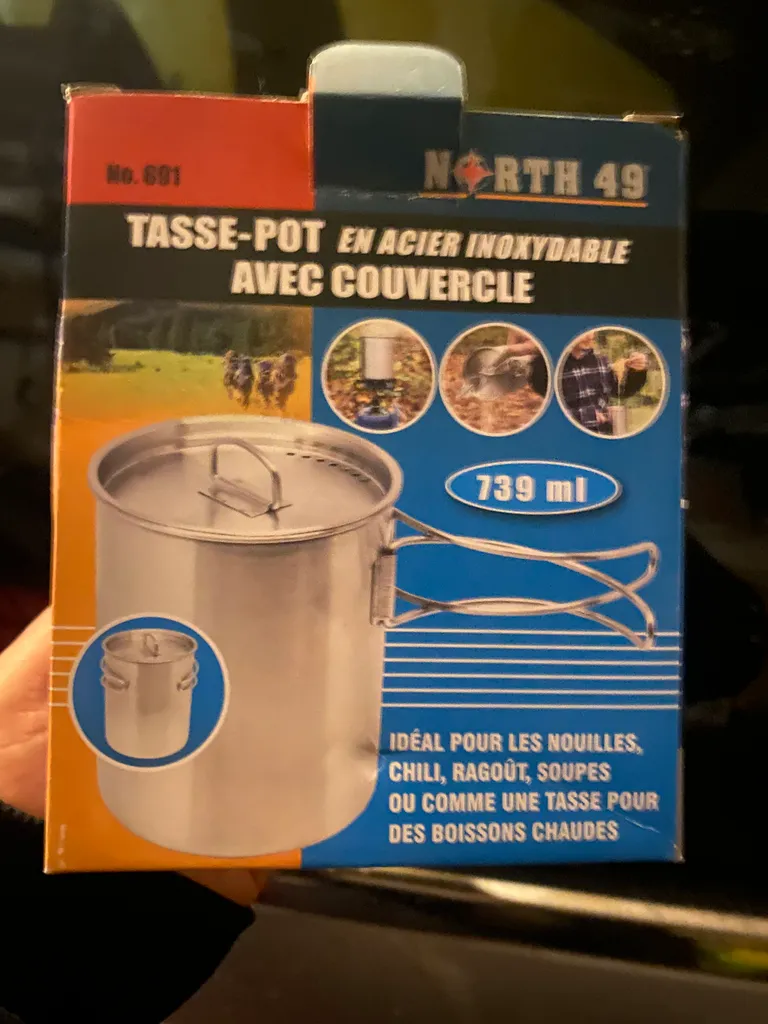 No. 691
NORTH 49
TASSE-POT EN ACIER INOXYDABLE
AVEC COUVERCLE
739 ml
IDÉAL POUR LES NOUILLES,
CHILI, RAGOÛT, SOUPES
OU COMME UNE TASSE POUR
DES BOISSONS CHAUDES